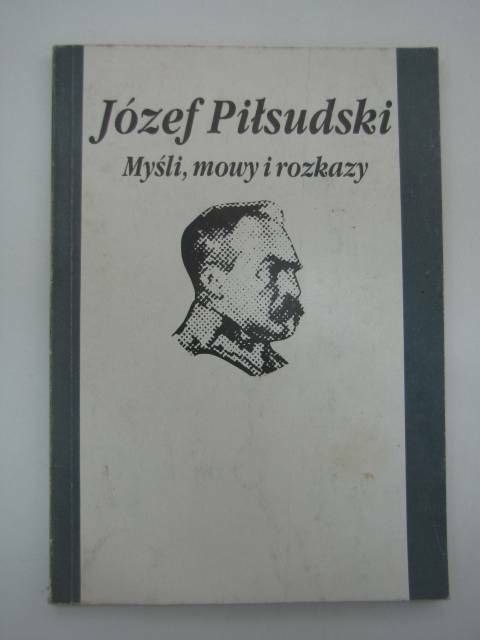 Józef Piłsudski
Myśli, mowy i rozkazy